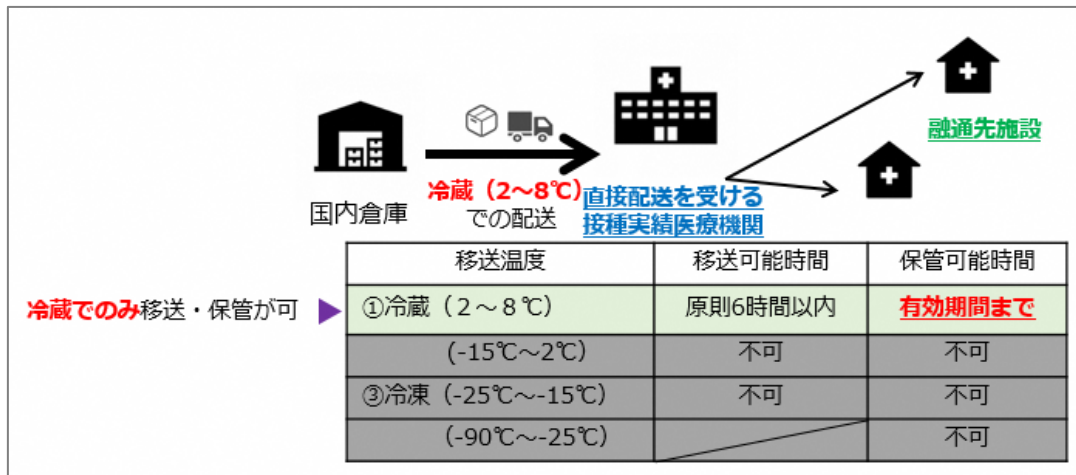 融通先施設
国内倉庫
冷蔵（2～8℃）
での配送
直接配送を受ける
接種実績医療機関
移送温度 移送可能時間 保管可能時間
冷蔵でのみ移送・保管が可
①冷蔵（2～8℃） 原則6時間以内 有効期間まで
(-15℃～2℃) 不可 不可
③冷凍（-25℃～-15℃） 不可 不可
（-90℃～-25℃） 不可